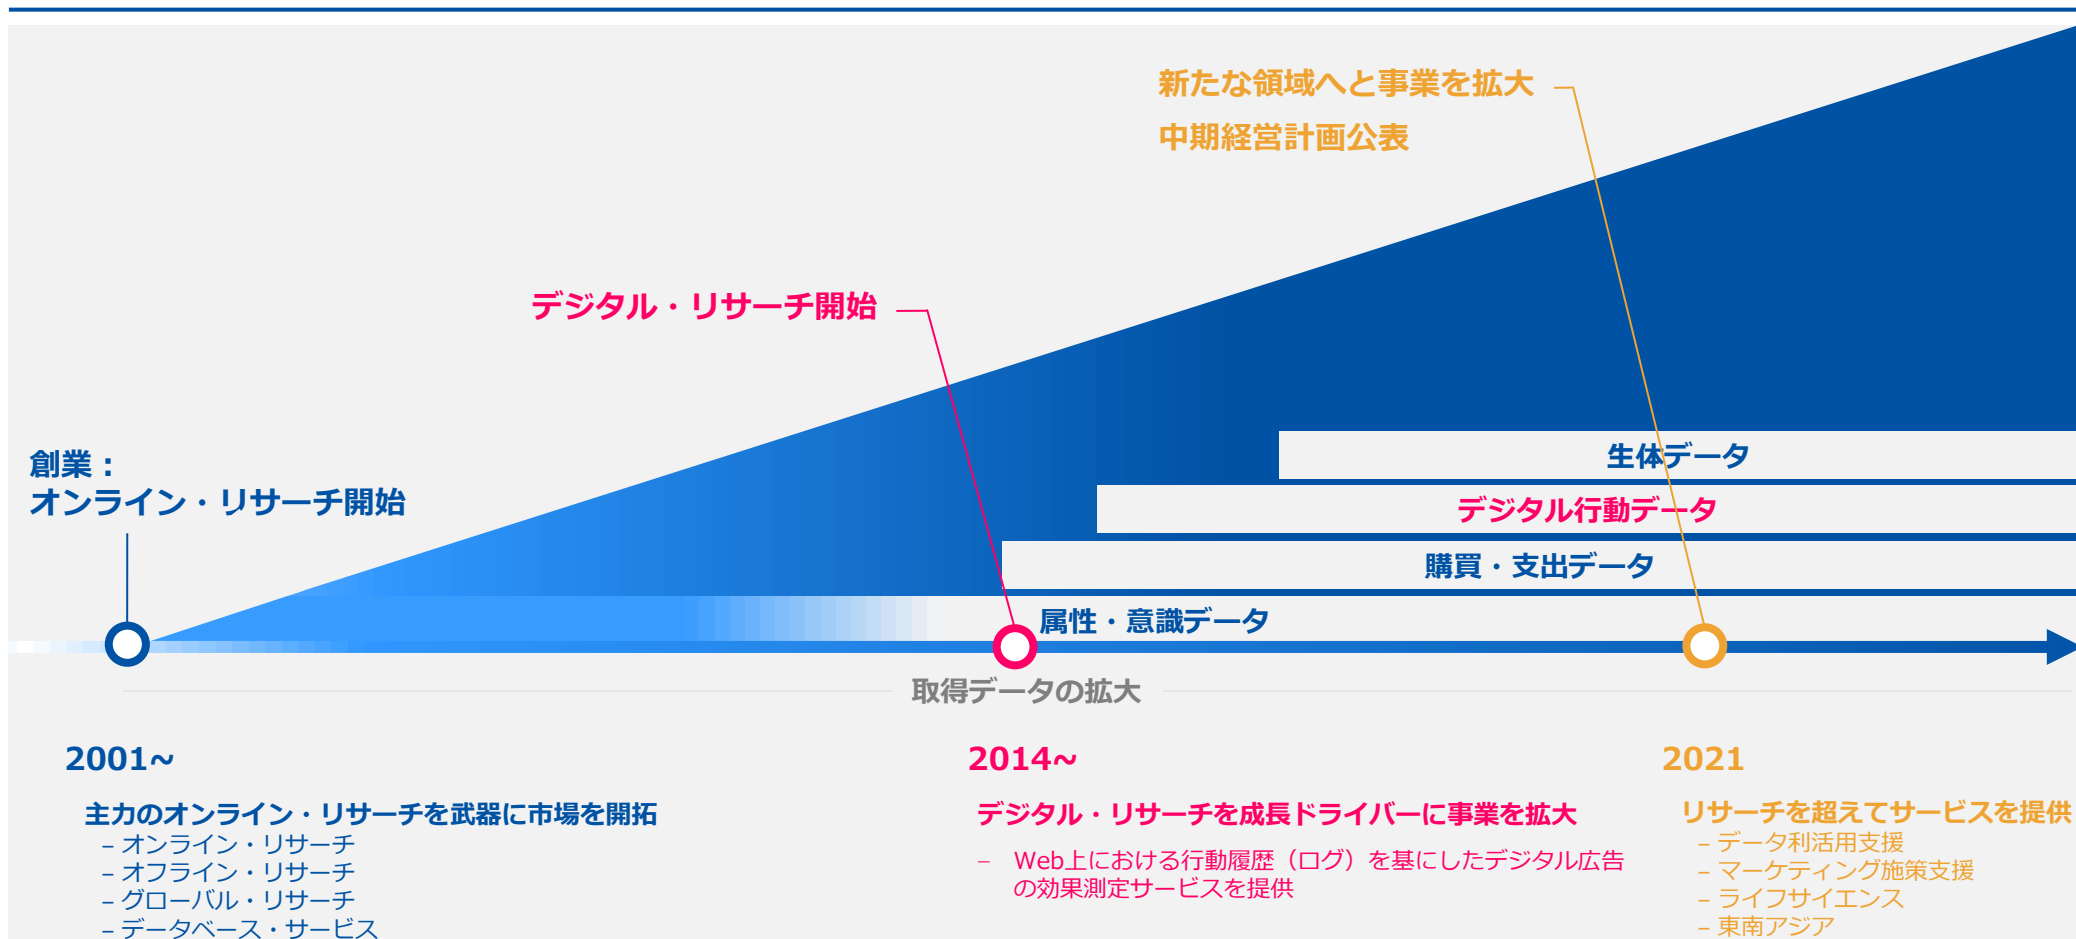 新たな領域へと事業を拡大
中期経営計画公表
デジタル・リサーチ開始
創業：
オンライン・リサーチ開始
生体データ
デジタル行動データ
購買・支出データ
属性・意識データ
取得データの拡大
2001~
主力のオンライン・リサーチを武器に市場を開拓
– オンライン・リサーチ
– オフライン・リサーチ
– グローバル・リサーチ
– データベース・サービス
2014~
デジタル・リサーチを成長ドライバーに事業を拡大
– Web上における行動履歴（ログ）を基にしたデジタル広告
の効果測定サービスを提供
2021
リサーチを超えてサービスを提供
– データ利活用支援
– マーケティング施策支援
– ライフサイエンス
– 東南アジア